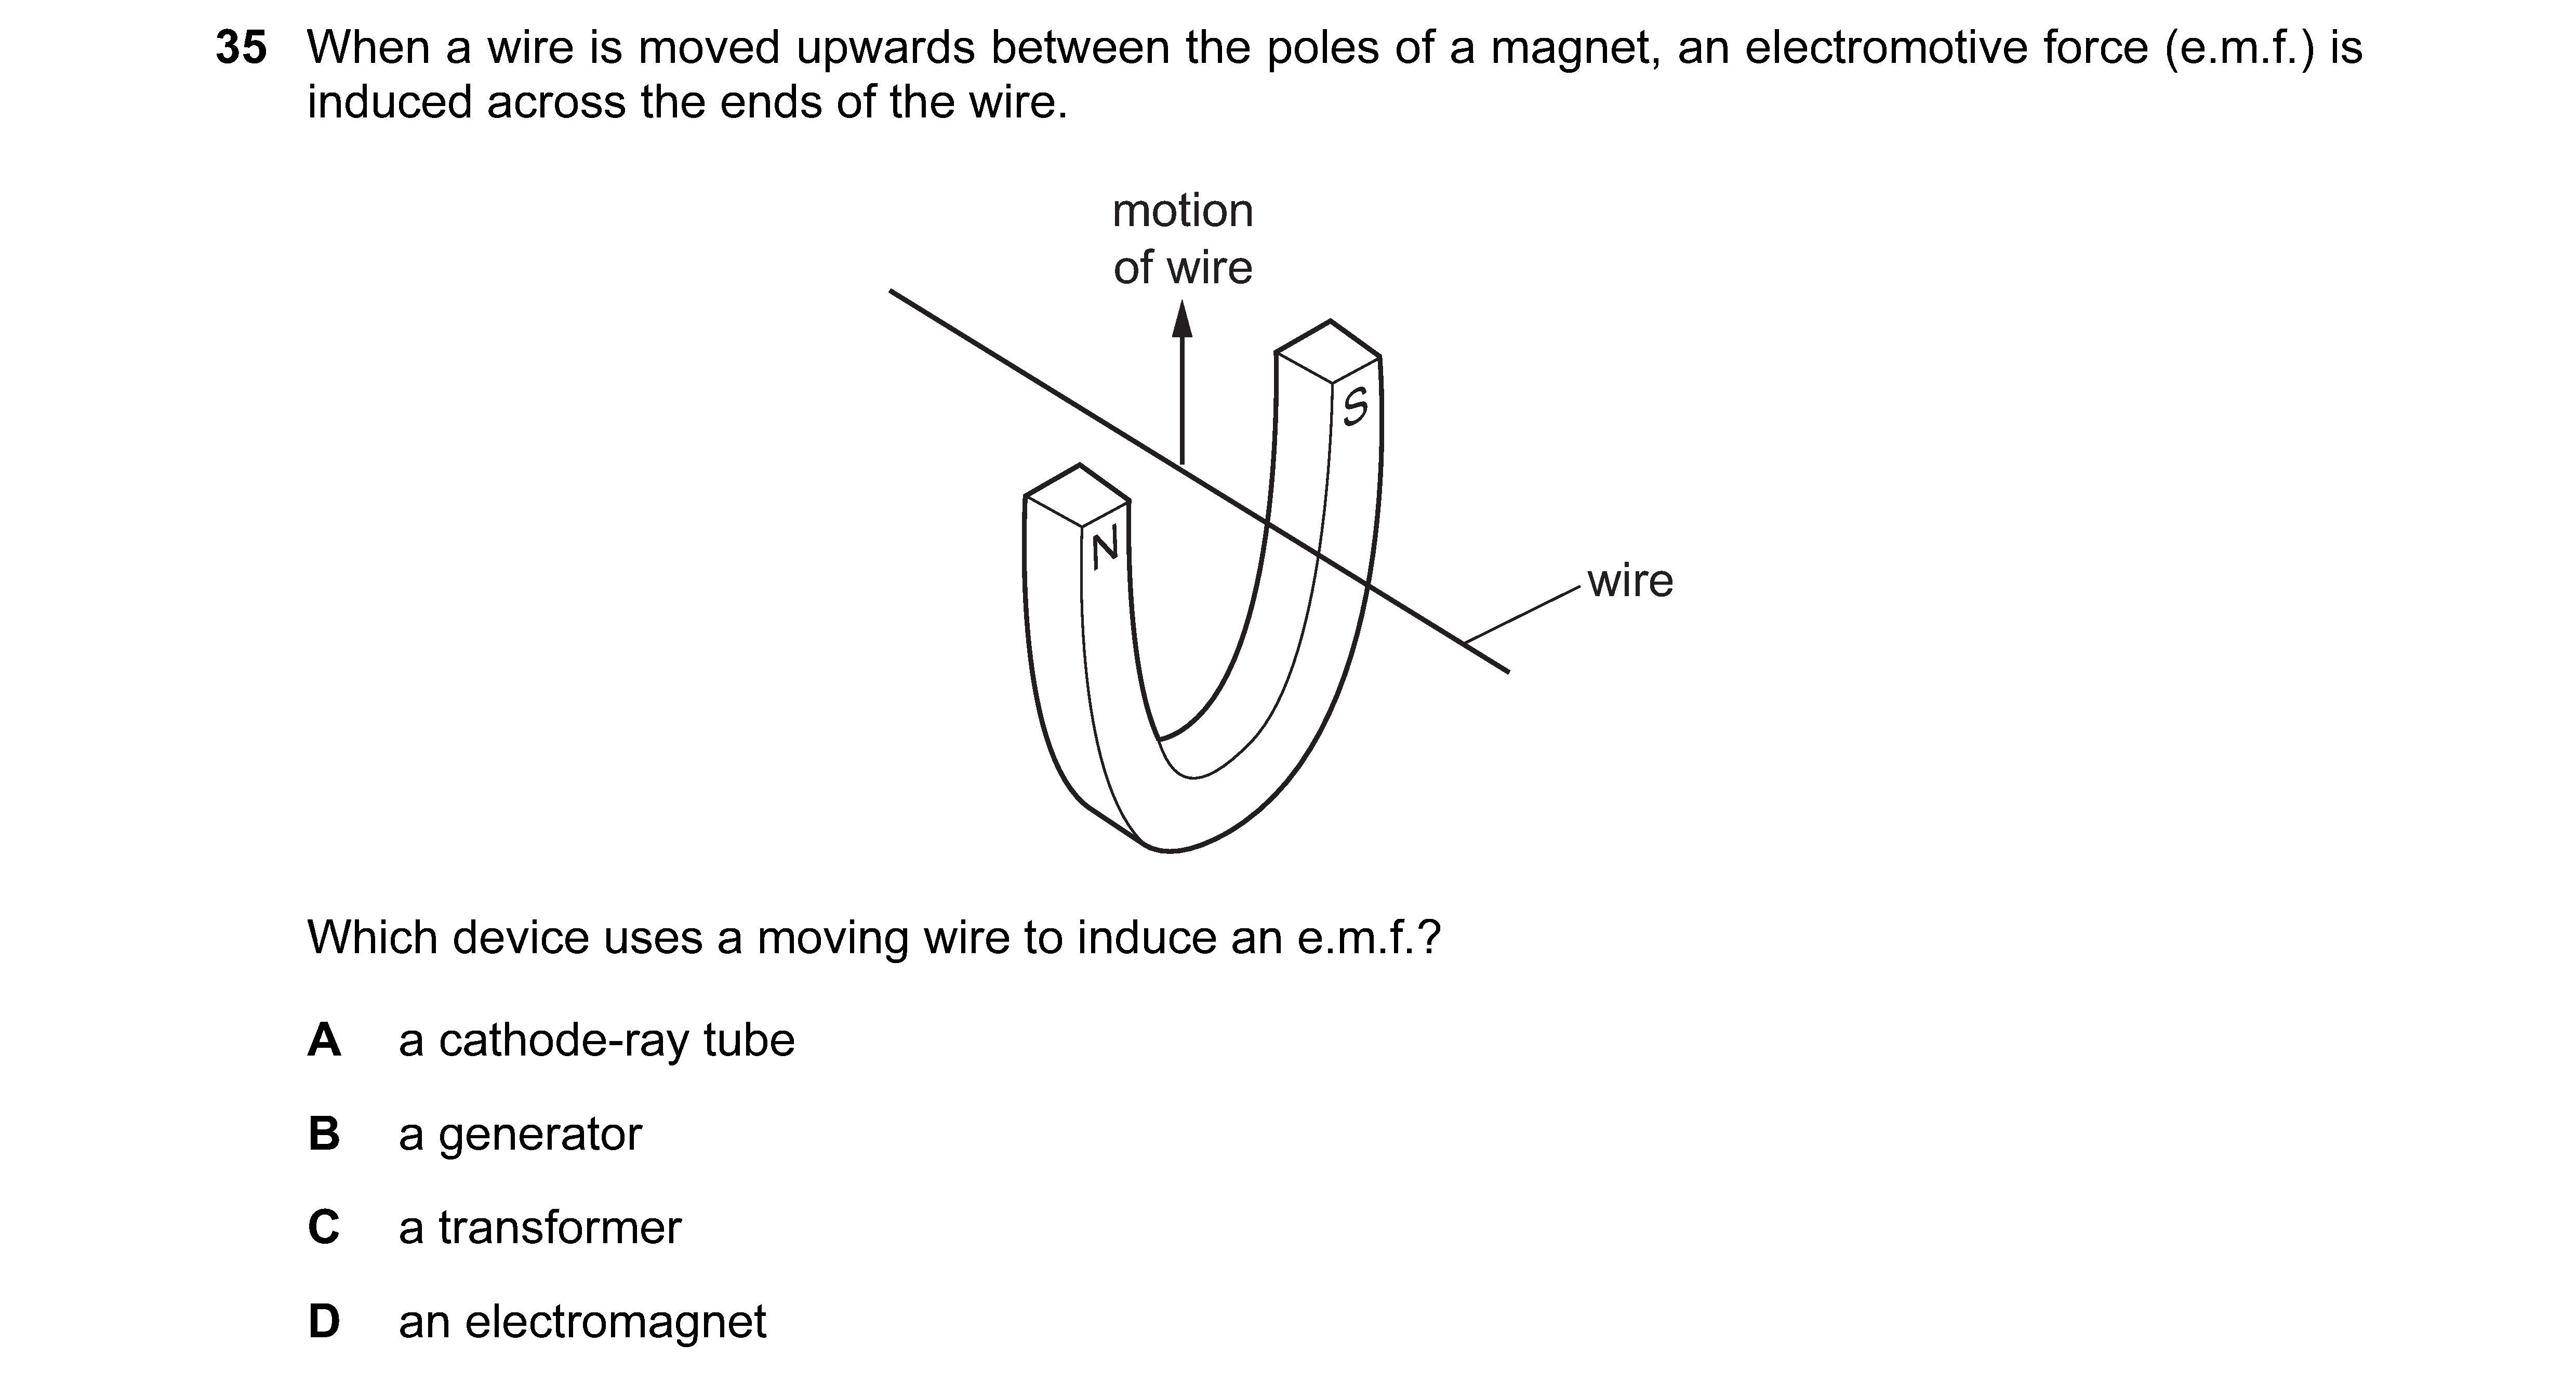 35 When a wire is moved upwards between the poles of a magnet, an electromotive force (e.m.f.) is
induced across the ends of the wire.
motion
of wire
S
N
wire
Which device uses a moving wire to induce an e.m.f.?
A a cathode-ray tube
B a generator
C a transformer
D an electromagnet